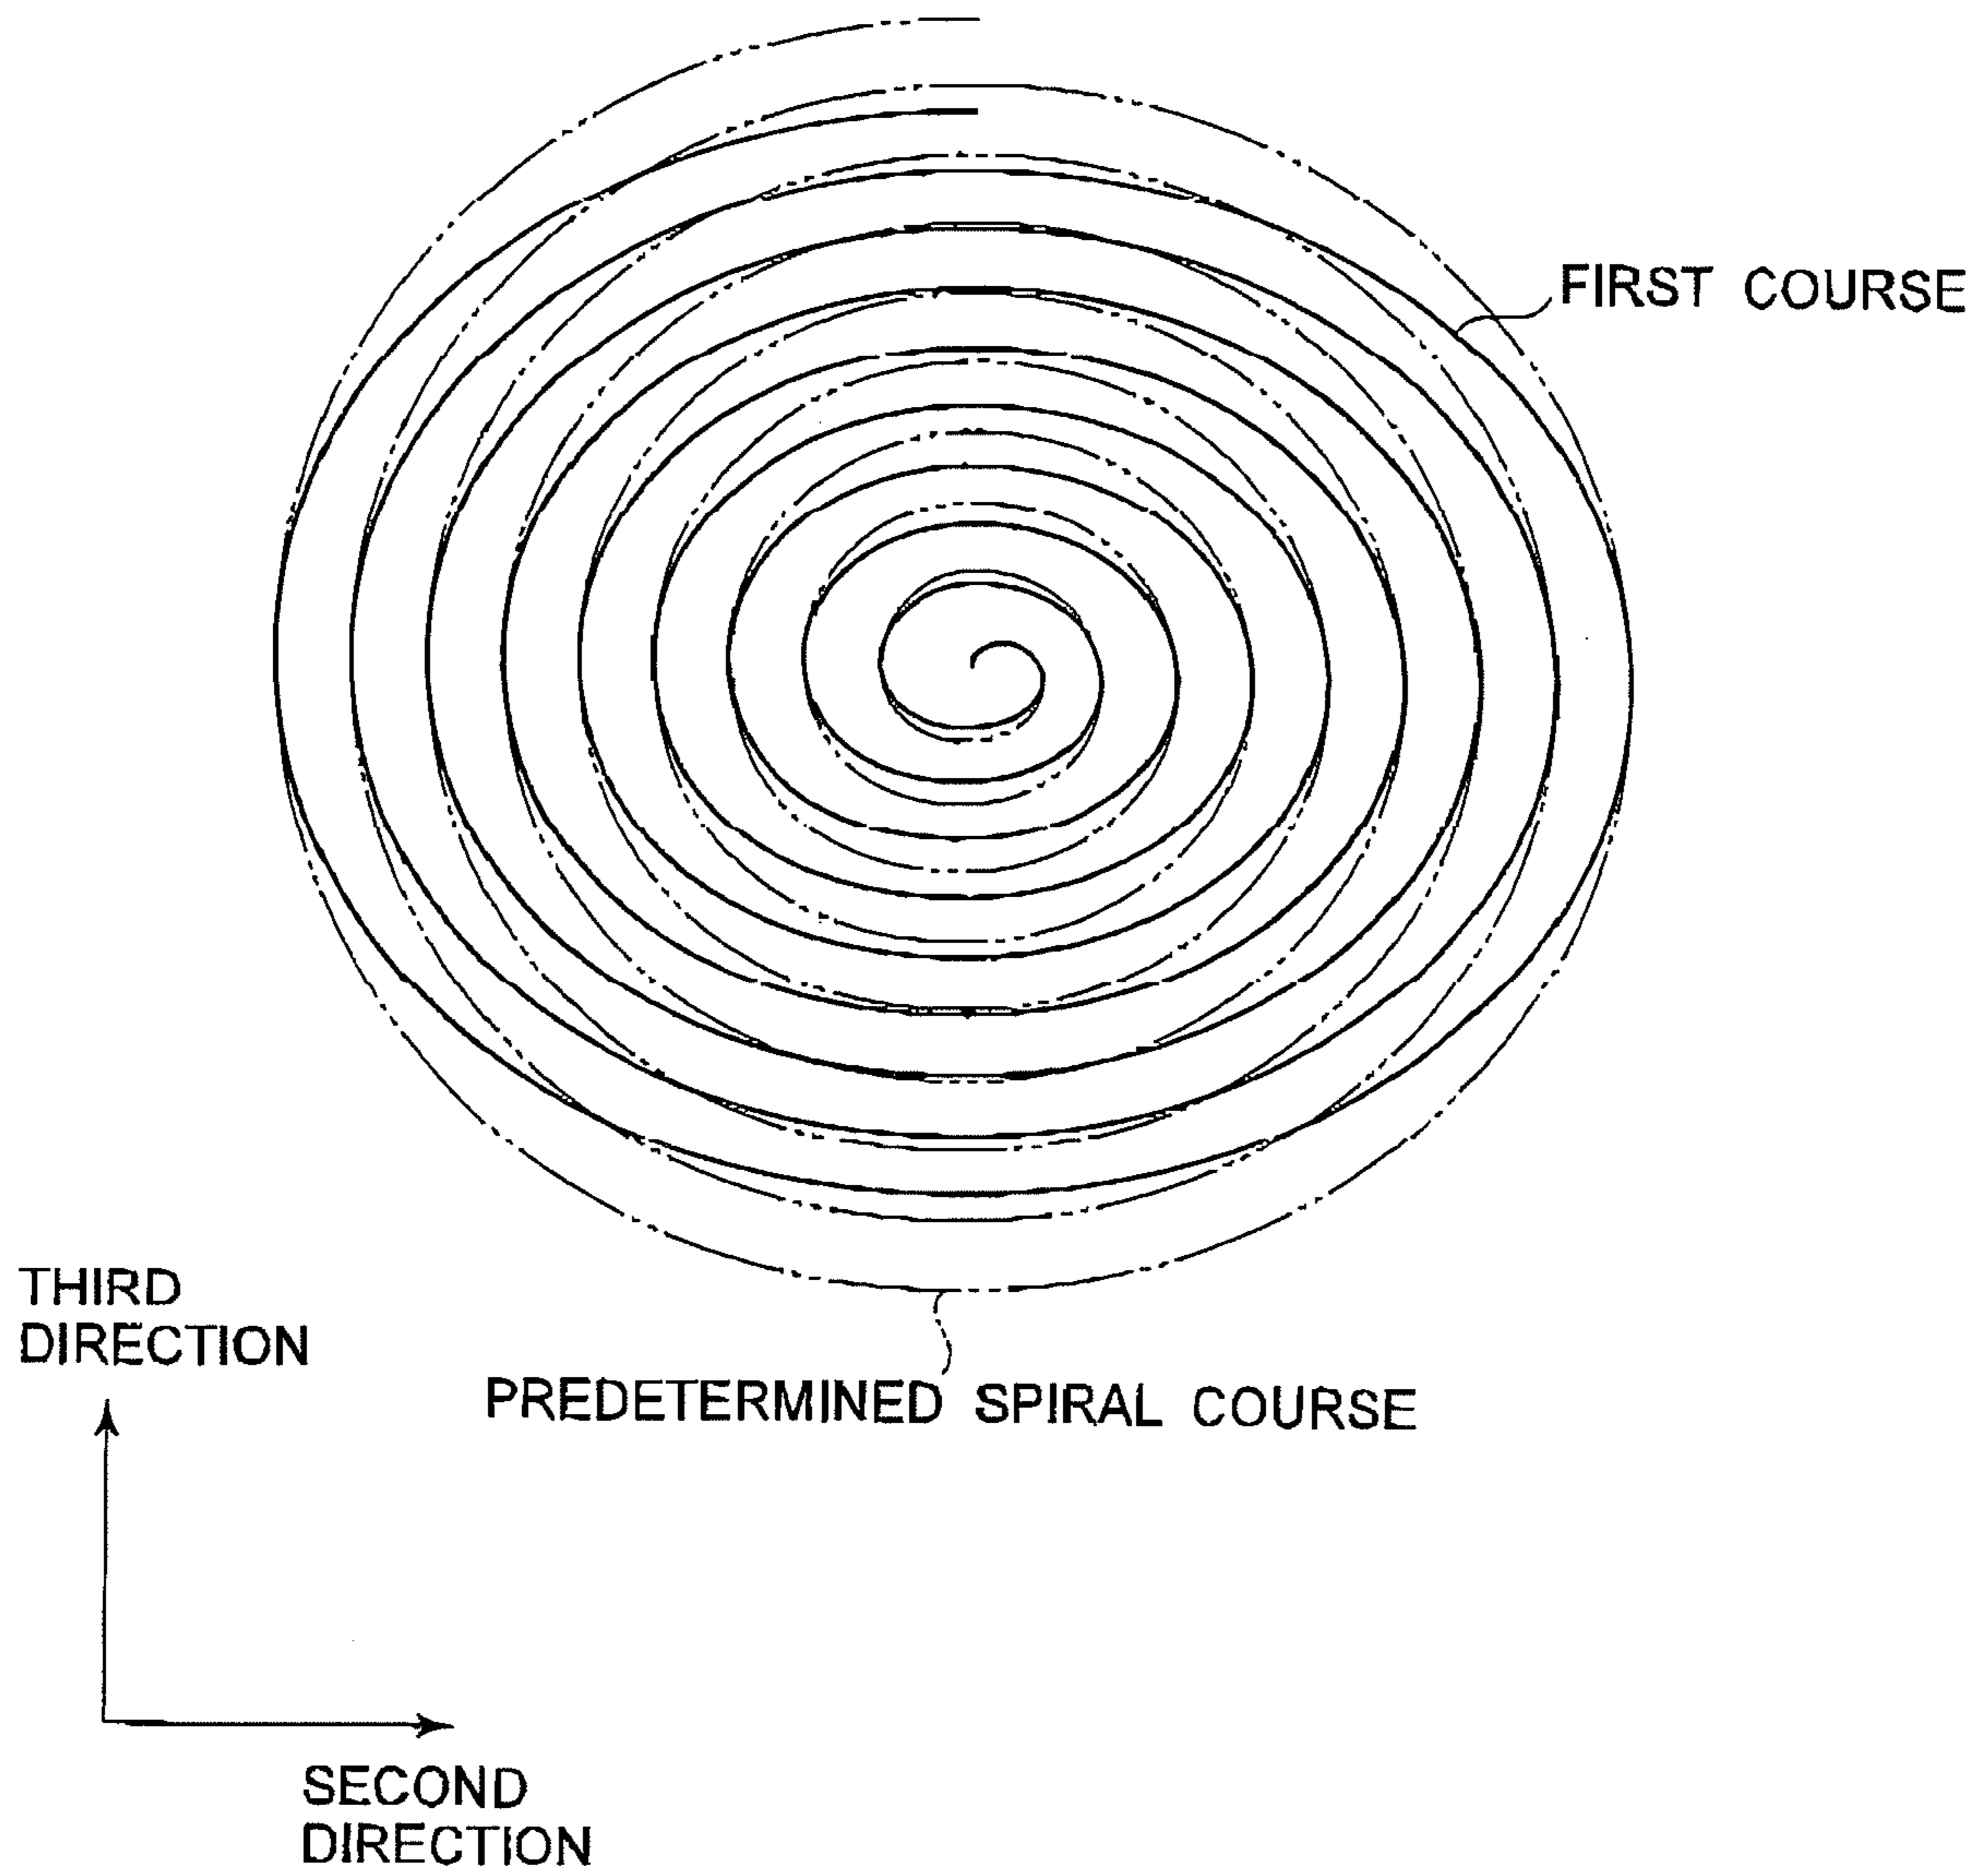 FIRST COURSE
THIRD
DIRECTION
PREDETERMINED SPIRAL COURSE
SECOND
DIRECTION